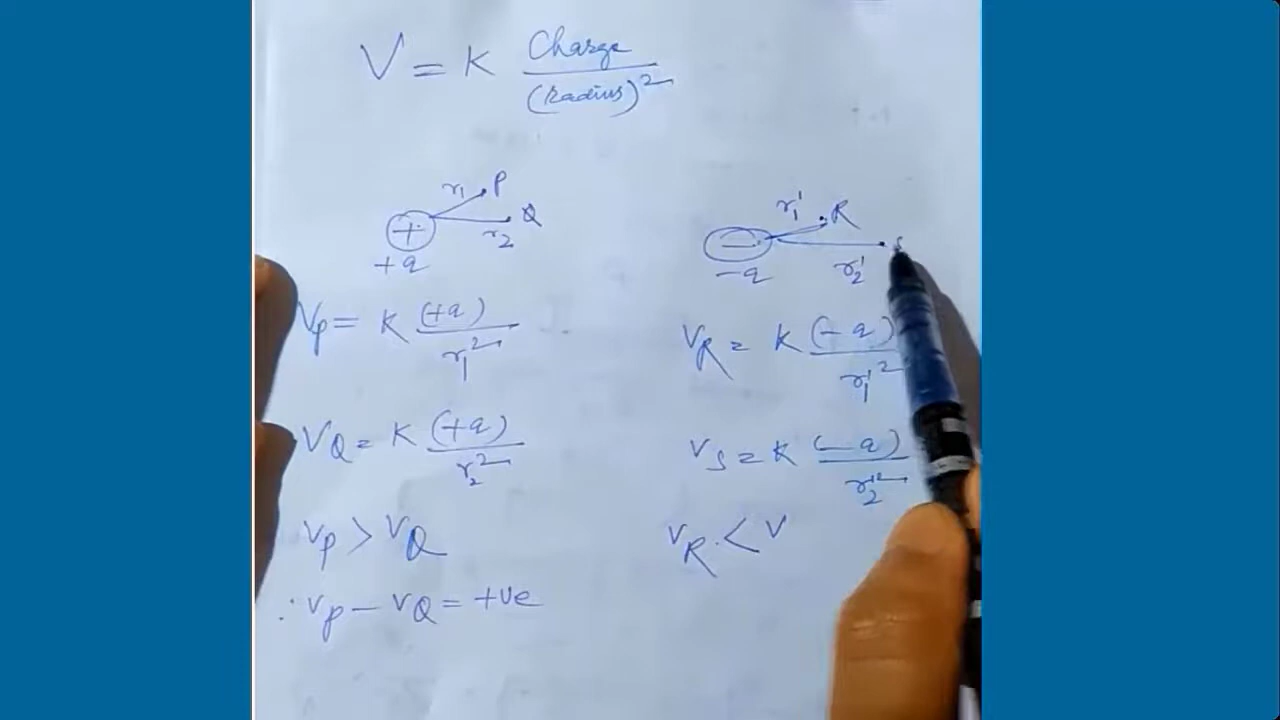 V = K Charge / (radius)²
r₁ P
Q
r₂
+
+q
r₁' R
−
r₂'
−q
Vp = K (+q) / r₁²
VQ = K (+q) / r₂²
Vp > VQ
∴ Vp − VQ = +ve
VR = K (−q) / r₁'²
VS = K (−q) / r₂'²
VR < V